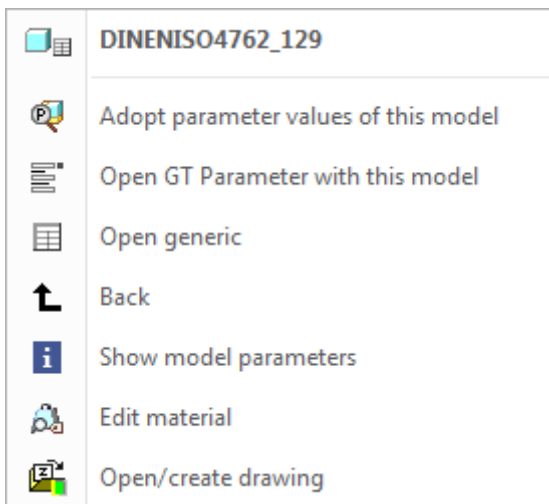 DINENISO4762_129
Adopt parameter values of this model
Open GT Parameter with this model
Open generic
Back
Show model parameters
Edit material
Open/create drawing